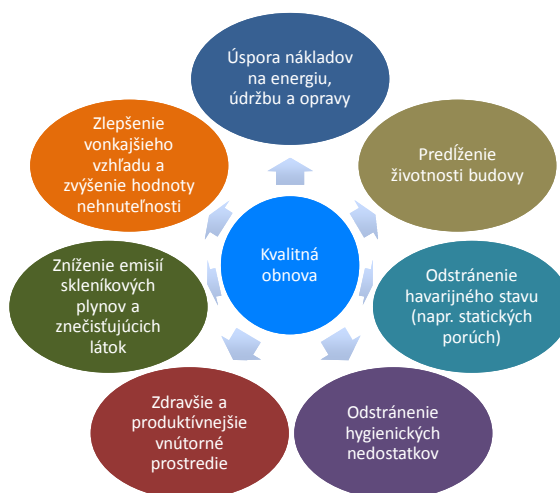 Úspora nákladov
na energiu,
údržbu a opravy
Predĺženie
životnosti budovy
Odstránenie
havarijného stavu
(napr. statických
porúch)
Odstránenie
hygienických
nedostatkov
Zdravšie a
produktívnejšie
vnútorné
prostredie
Zníženie emisií
skleníkových
plynov a
znečisťujúcich
látok
Zlepšenie
vonkajšieho
vzhľadu a
zvýšenie hodnoty
nehnuteľnosti
Kvalitná
obnova